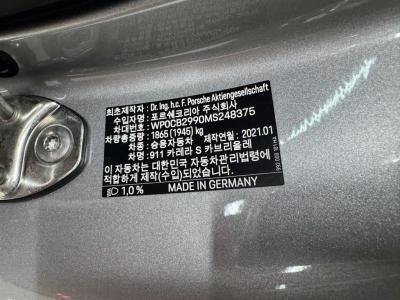 최초제작자: Dr. Ing. h.c. F. Porsche Aktiengesellschaft
수입자명: 포르쉐코리아 주식회사
차대번호: WP0CB2990MS248375
차량총중량: 1865 (1945) kg
차종: 승용자동차 제작연월: 2021.01
차명: 911 카레라 S 카브리올레
이 자동차는 대한민국 자동차관리법령에
적합하게 제작(수입)되었습니다.
1,0% MADE IN GERMANY